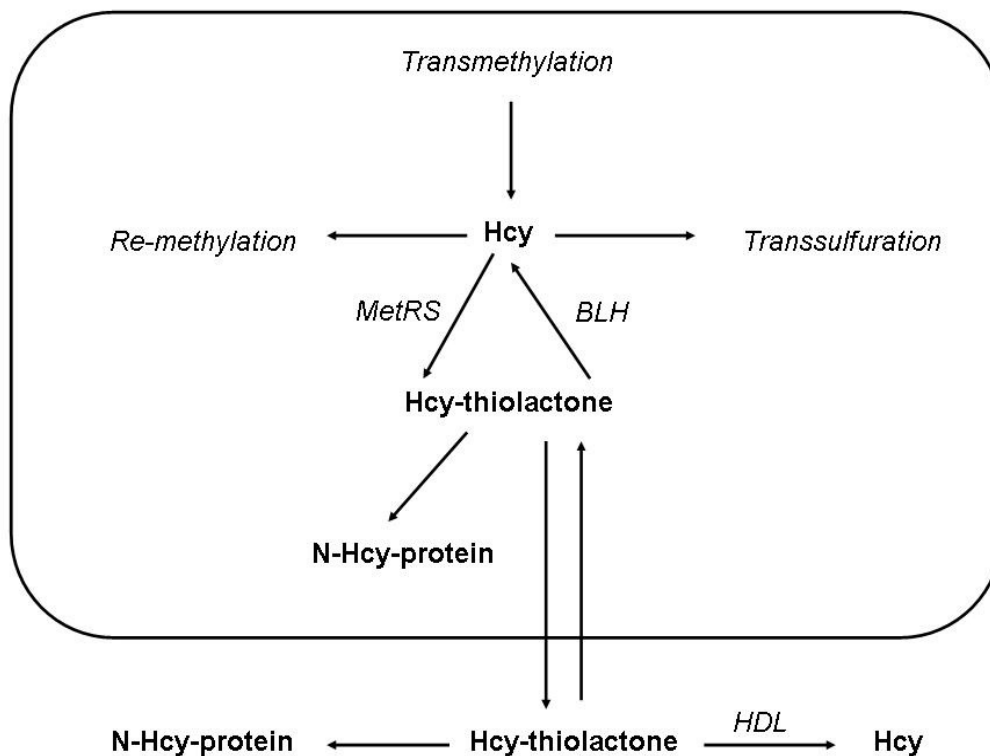 Transmethylation
Re-methylation
Hcy
Transsulfuration
MetRS
BLH
Hcy-thiolactone
N-Hcy-protein
HDL
N-Hcy-protein
Hcy-thiolactone
Hcy